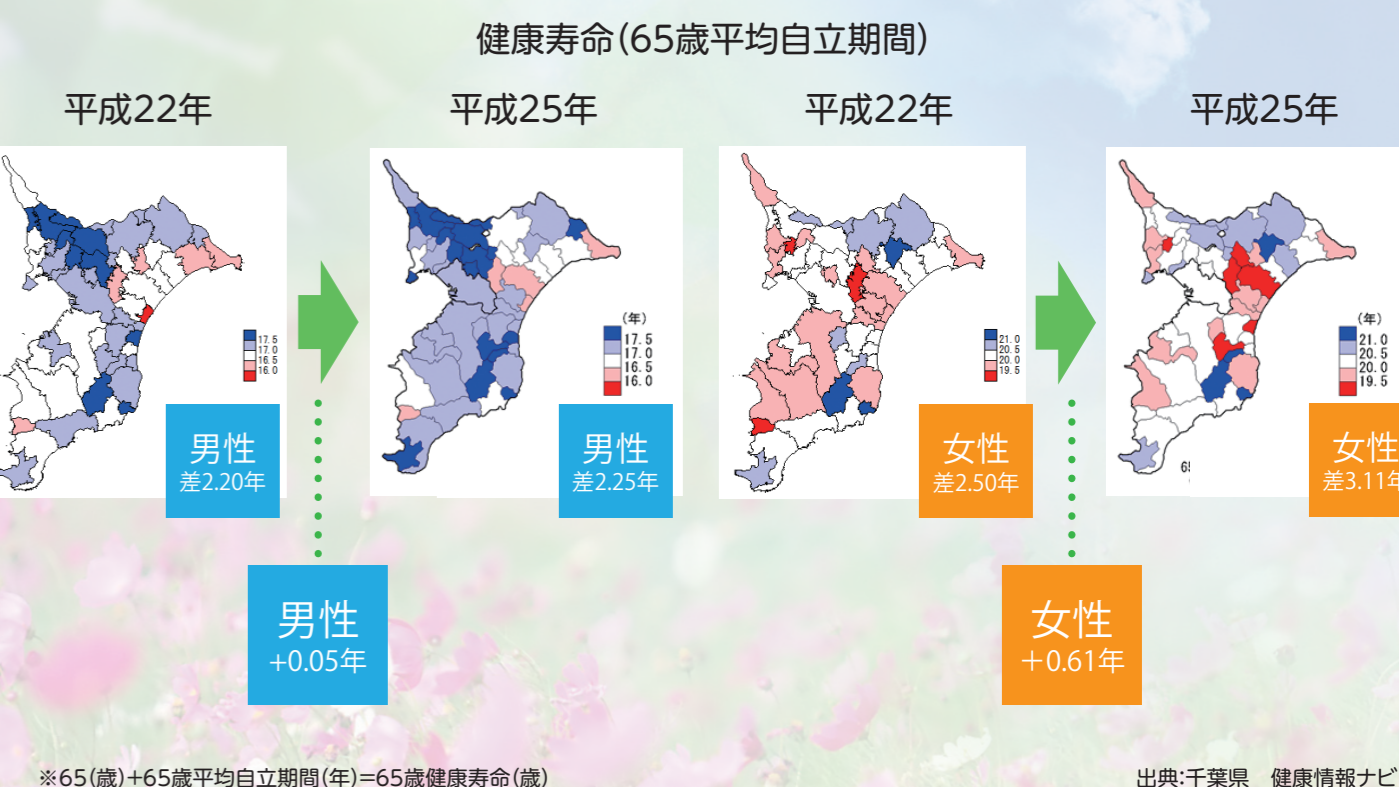 健康寿命(65歳平均自立期間)
平成22年
平成25年
平成22年
平成25年
17.5
17.0
16.5
16.0
(年)
17.5
17.0
16.5
16.0
21.0
20.5
20.0
19.5
(年)
21.0
20.5
20.0
19.5
男性
差2.20年
男性
差2.25年
女性
差2.50年
女性
差3.11年
男性
+0.05年
女性
+0.61年
※65(歳)+65歳平均自立期間(年)=65歳健康寿命(歳)
出典:千葉県　健康情報ナビ